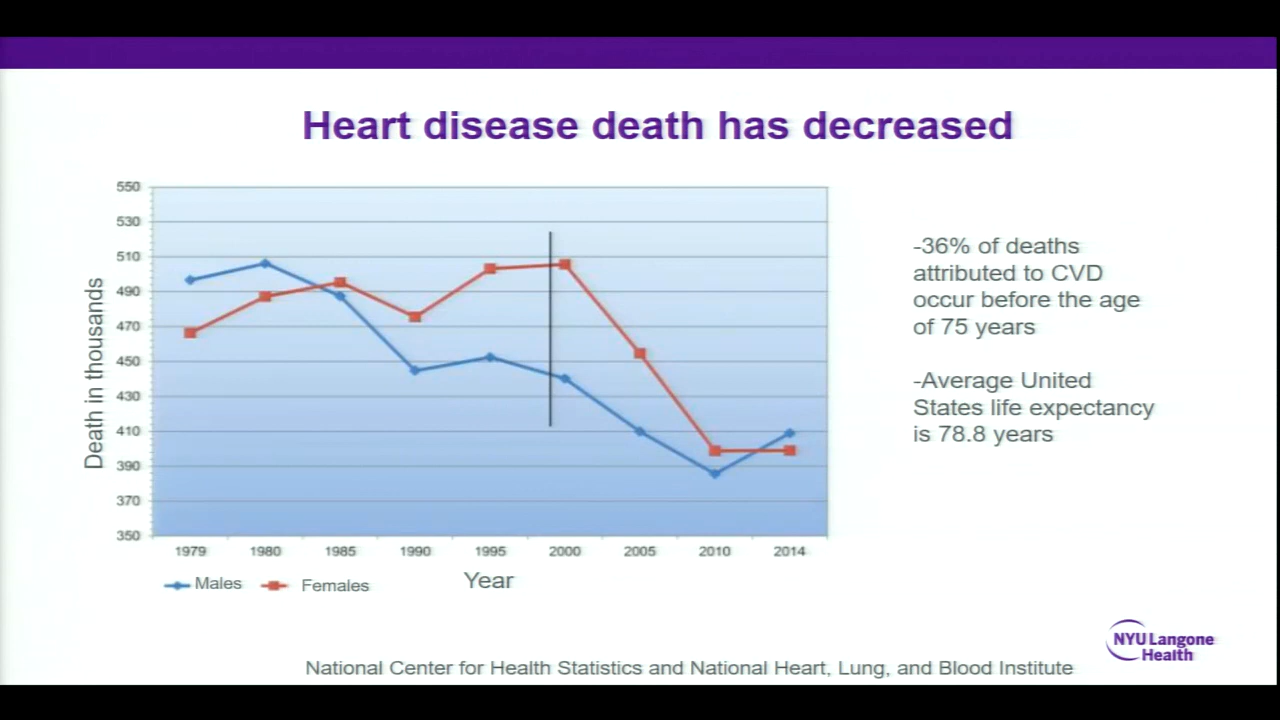 Heart disease death has decreased
550
530
510
490
470
450
430
410
390
370
350
Death in thousands
1979 1980 1985 1990 1995 2000 2005 2010 2014
Year
Males Females
-36% of deaths
attributed to CVD
occur before the age
of 75 years
-Average United
States life expectancy
is 78.8 years
NYU Langone
Health
National Center for Health Statistics and National Heart, Lung, and Blood Institute